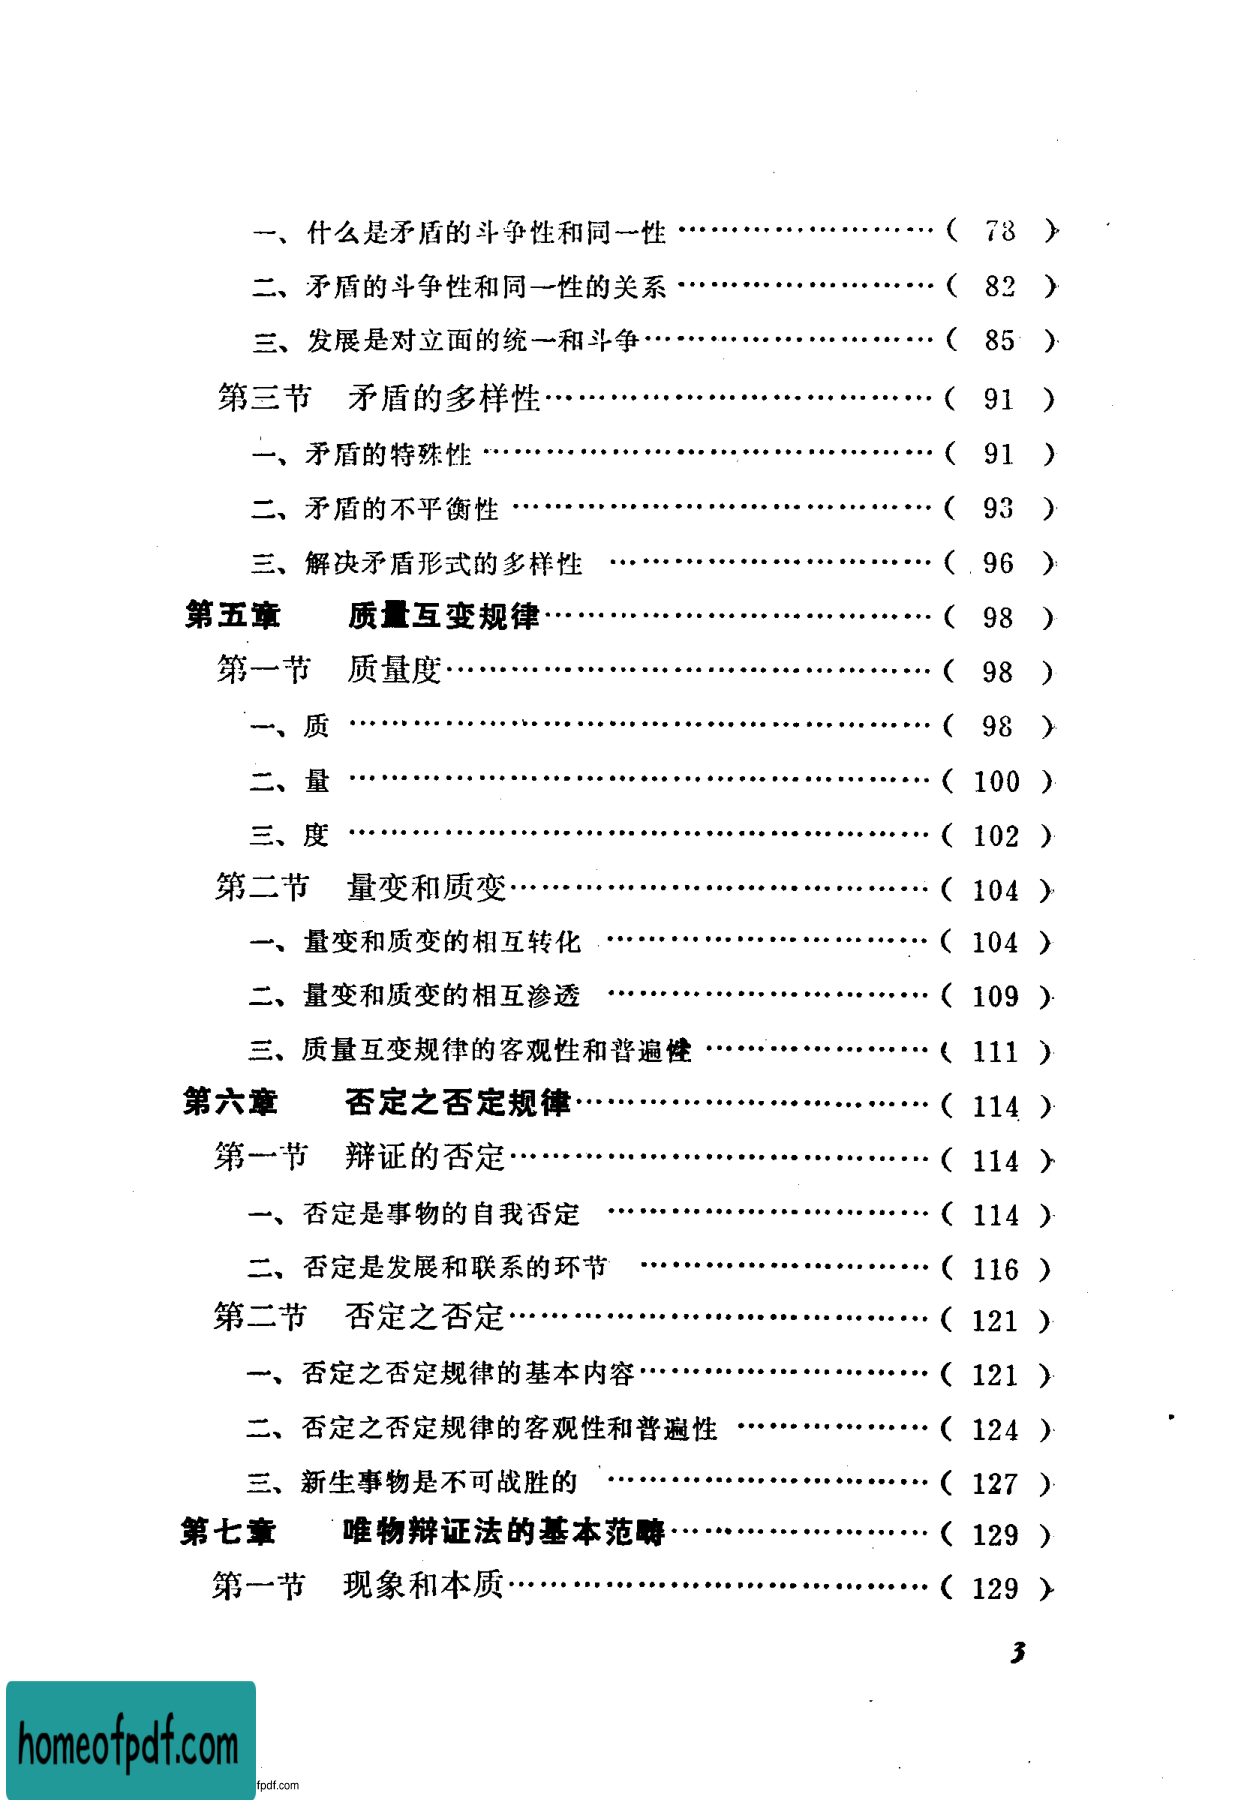 一、什么是矛盾的斗争性和同一性……………………( 78 )
二、矛盾的斗争性和同一性的关系……………………( 82 )
三、发展是对立面的统一和斗争………………………( 85 )
第三节 矛盾的多样性………………………………( 91 )
一、矛盾的特殊性……………………………………( 91 )
二、矛盾的不平衡性…………………………………( 93 )
三、解决矛盾形式的多样性…………………………( 96 )
第五章 质量互变规律………………………………( 98 )
第一节 质量度………………………………………( 98 )
一、质………………………………………………( 98 )
二、量………………………………………………( 100 )
三、度………………………………………………( 102 )
第二节 量变和质变…………………………………( 104 )
一、量变和质变的相互转化…………………………( 104 )
二、量变和质变的相互渗透…………………………( 109 )
三、质量互变规律的客观性和普遍性…………………( 111 )
第六章 否定之否定规律……………………………( 114 )
第一节 辩证的否定…………………………………( 114 )
一、否定是事物的自我否定…………………………( 114 )
二、否定是发展和联系的环节………………………( 116 )
第二节 否定之否定…………………………………( 121 )
一、否定之否定规律的基本内容………………………( 121 )
二、否定之否定规律的客观性和普遍性………………( 124 )
三、新生事物是不可战胜的…………………………( 127 )
第七章 唯物辩证法的基本范畴……………………( 129 )
第一节 现象和本质…………………………………( 129 )
3
homeofpdf.com
fpdf.com